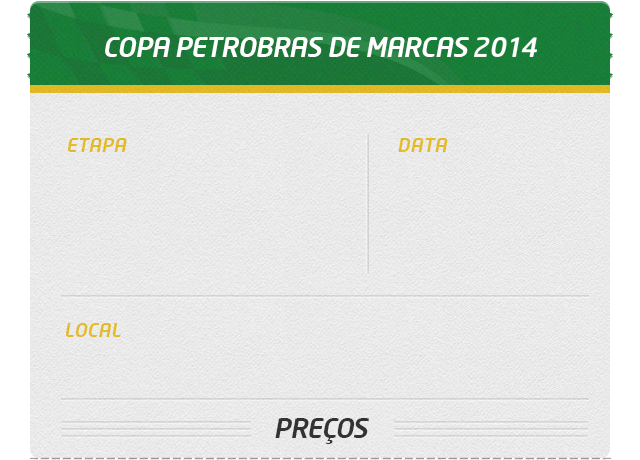 COPA PETROBRAS DE MARCAS 2014
ETAPA
DATA
LOCAL
PREÇOS